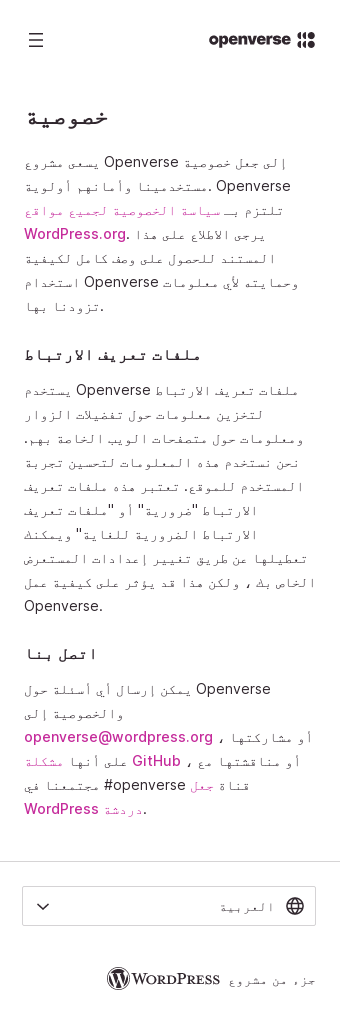 openverse
خصوصية
يسعى مشروع Openverse إلى جعل خصوصية
مستخدمينا وأمانهم أولوية. Openverse
تلتزم بـ سياسة الخصوصية لجميع مواقع
WordPress.org. يرجى الاطلاع على هذا
المستند للحصول على وصف كامل لكيفية
استخدام Openverse وحمايته لأي معلومات
تزودنا بها.
ملفات تعريف الارتباط
يستخدم Openverse ملفات تعريف الارتباط
لتخزين معلومات حول تفضيلات الزوار
ومعلومات حول متصفحات الويب الخاصة بهم.
نحن نستخدم هذه المعلومات لتحسين تجربة
المستخدم للموقع. تعتبر هذه ملفات تعريف
الارتباط "ضرورية" أو "ملفات تعريف
الارتباط الضرورية للغاية" ويمكنك
تعطيلها عن طريق تغيير إعدادات المستعرض
الخاص بك ، ولكن هذا قد يؤثر على كيفية عمل
Openverse.
اتصل بنا
يمكن إرسال أي أسئلة حول Openverse
والخصوصية إلى
openverse@wordpress.org ، أو مشاركتها
على أنها مشكلة GitHub ، أو مناقشتها مع
مجتمعنا في #openverse قناة جعل
WordPress دردشة.
العربية
جزء من مشروع WORDPRESS